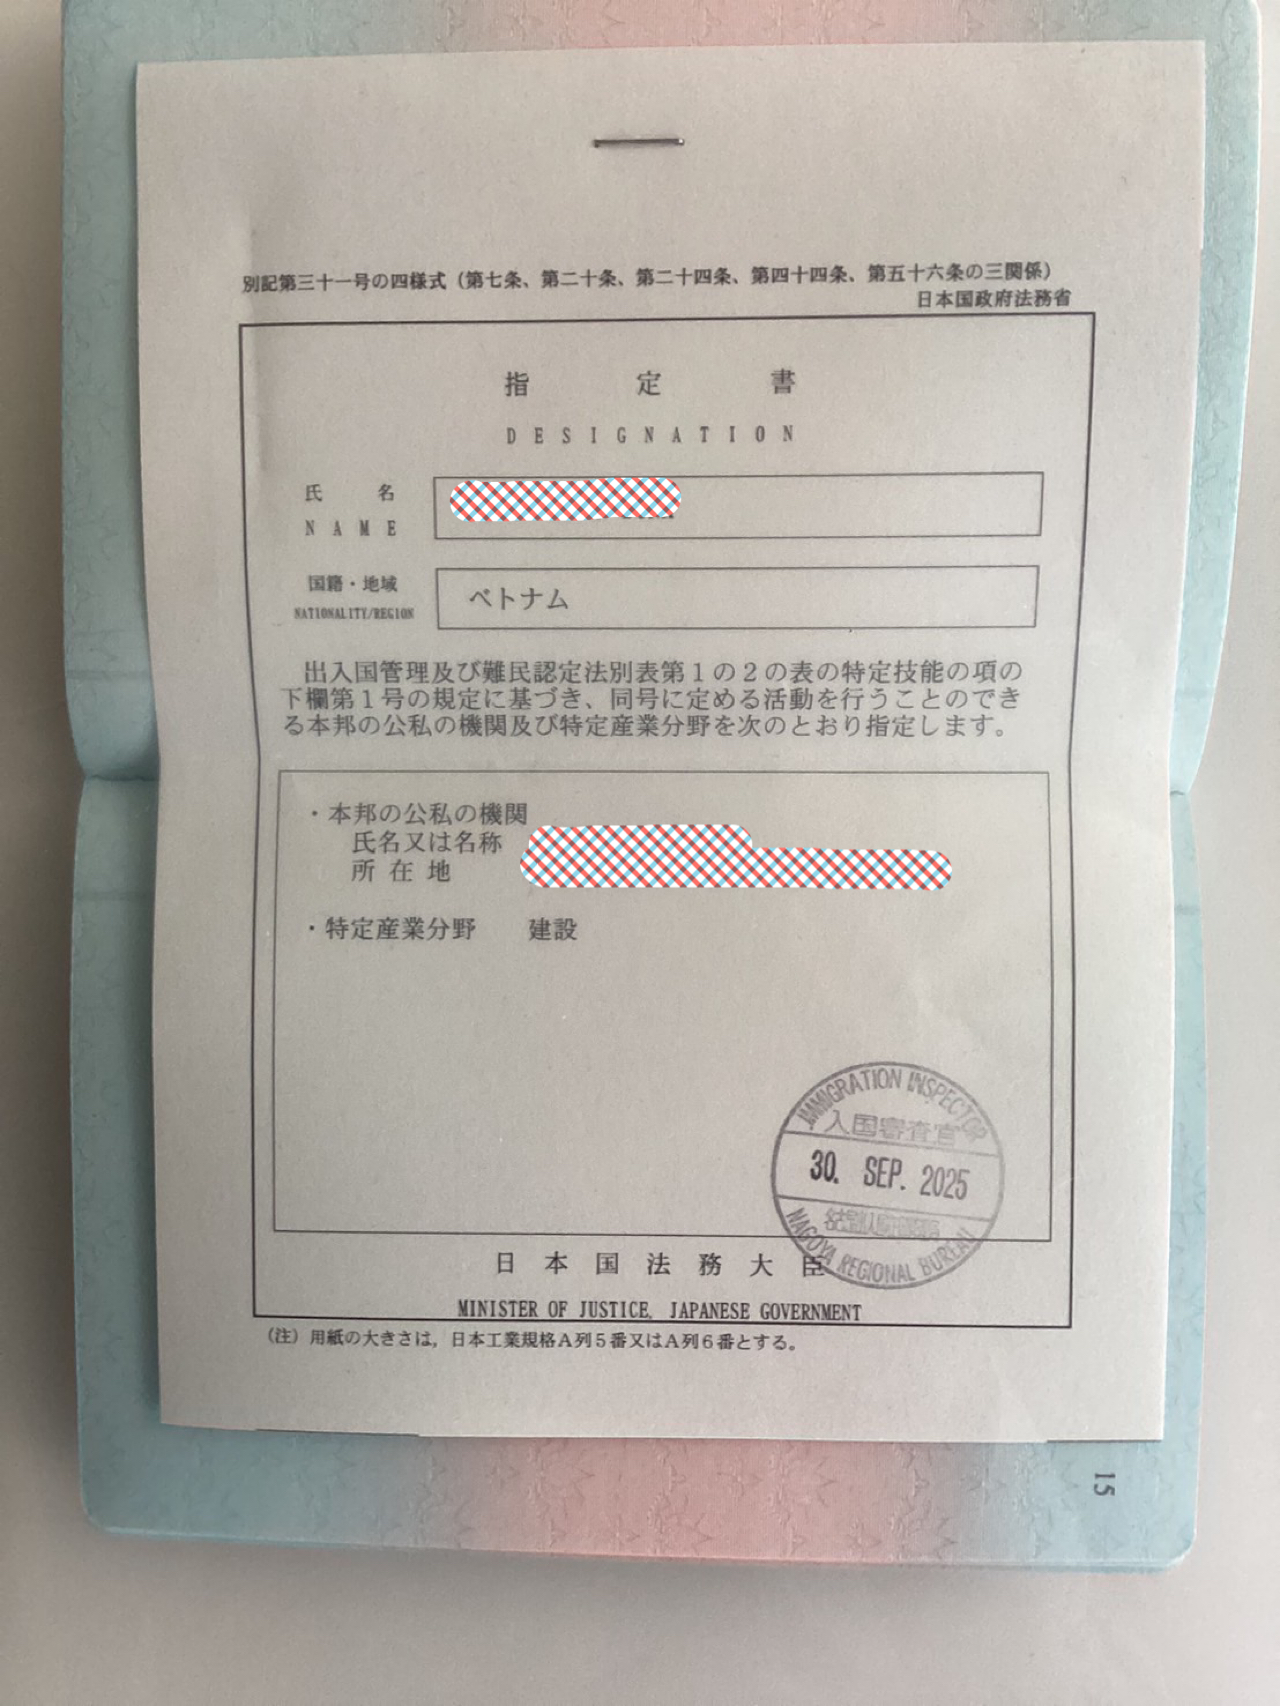 別記第三十一号の四様式（第七条、第二十条、第二十四条、第四十四条、第五十六条の三関係）
日本国政府法務省
指定書
DESIGNATION
氏名
NAME
国籍・地域
NATIONALITY/REGION
ベトナム
出入国管理及び難民認定法別表第１の２の表の特定技能の項の
下欄第１号の規定に基づき、同号に定める活動を行うことのでき
る本邦の公私の機関及び特定産業分野を次のとおり指定します。
・本邦の公私の機関
氏名又は名称
所在地
・特定産業分野　建設
IMMIGRATION INSPECTOR
入国審査官
30. SEP. 2025
NAGOYA REGIONAL BUREAU
日本国法務大臣
MINISTER OF JUSTICE, JAPANESE GOVERNMENT
（注）用紙の大きさは，日本工業規格Ａ列５番又はＡ列６番とする。
15